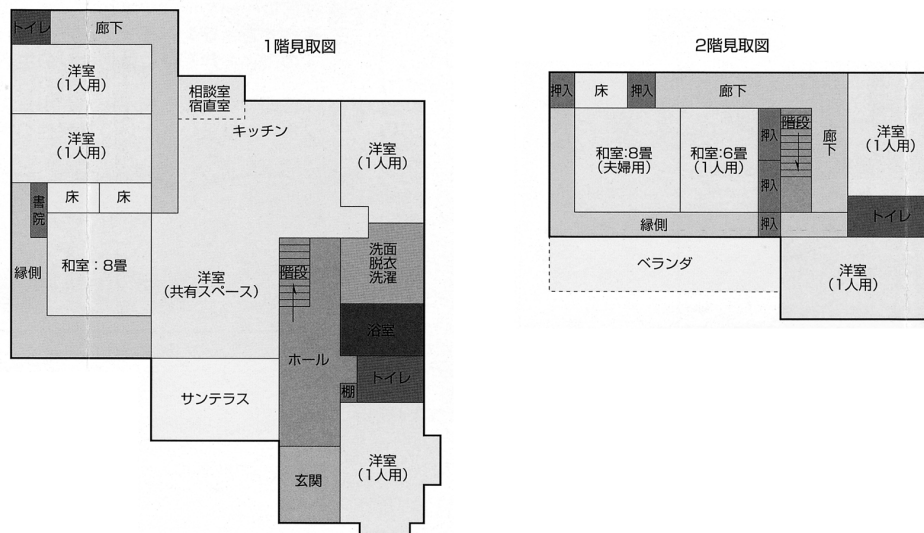 1階見取図
トイレ
廊下
洋室
(1人用)
相談室
宿直室
キッチン
洋室
(1人用)
洋室
(1人用)
書院
床
床
縁側
和室：8畳
洋室
(共有スペース)
階段
洗面
脱衣
洗濯
浴室
ホール
トイレ
棚
サンテラス
洋室
(1人用)
玄関
2階見取図
押入
床
押入
廊下
和室:8畳
(夫婦用)
和室:6畳
(1人用)
押入
押入
押入
階段
廊下
洋室
(1人用)
トイレ
縁側
ベランダ
洋室
(1人用)